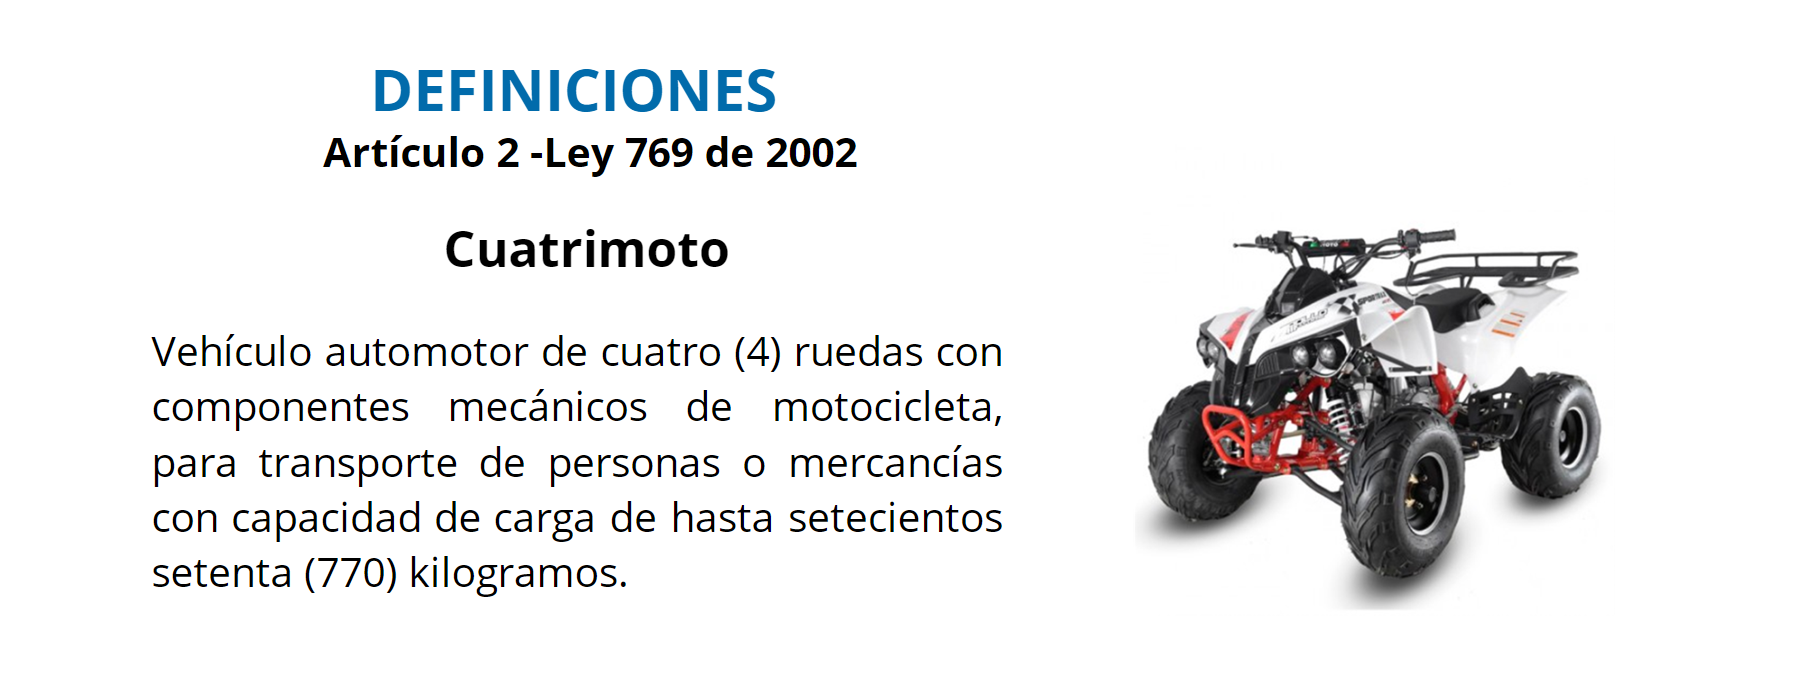 DEFINICIONES
Artículo 2 -Ley 769 de 2002
Cuatrimoto
Vehículo automotor de cuatro (4) ruedas con
componentes mecánicos de motocicleta,
para transporte de personas o mercancías
con capacidad de carga de hasta setecientos
setenta (770) kilogramos.